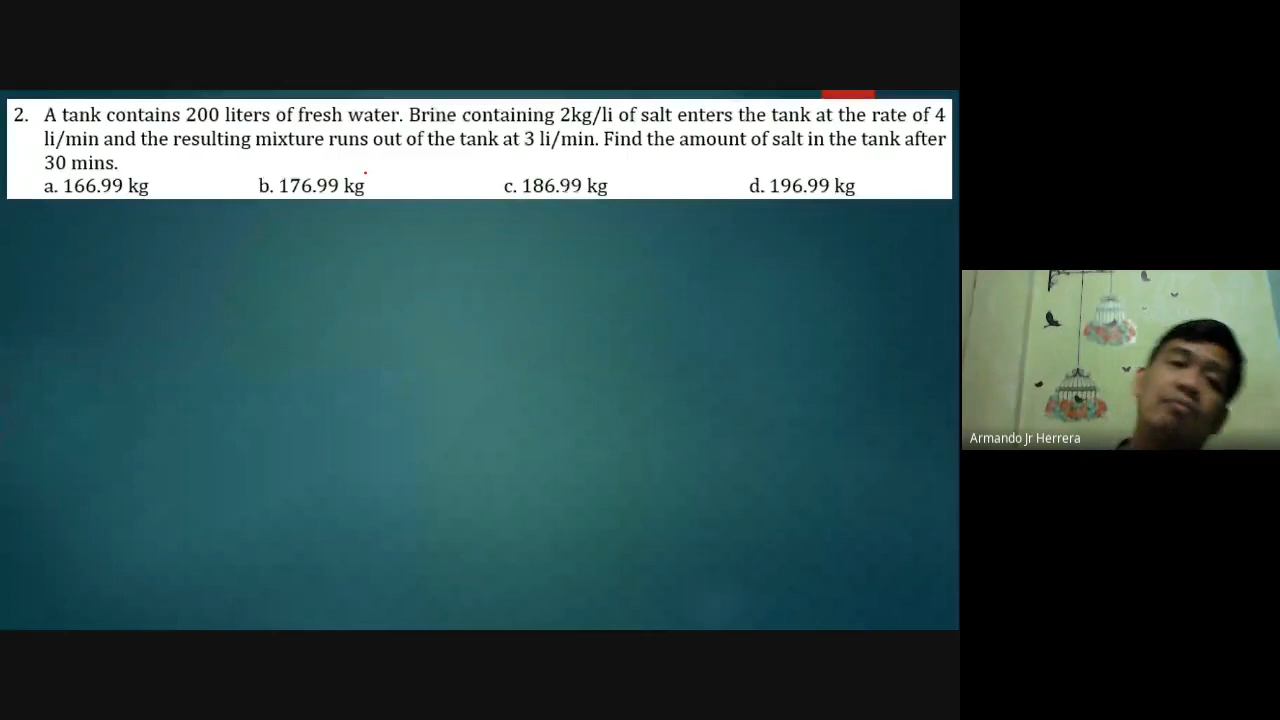 2. A tank contains 200 liters of fresh water. Brine containing 2kg/li of salt enters the tank at the rate of 4
li/min and the resulting mixture runs out of the tank at 3 li/min. Find the amount of salt in the tank after
30 mins.
a. 166.99 kg b. 176.99 kg c. 186.99 kg d. 196.99 kg
Armando Jr Herrera